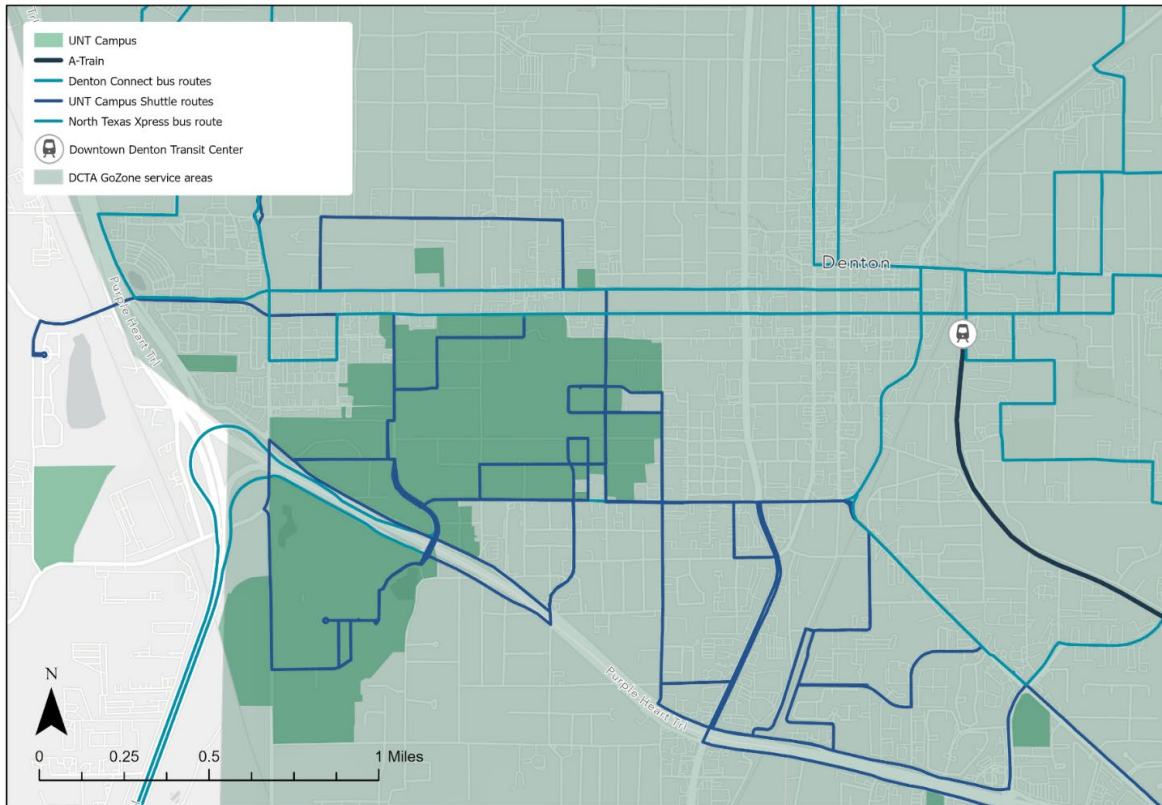 Tri
Tri
UNT Campus
A-Train
Denton Connect bus routes
UNT Campus Shuttle routes
North Texas Xpress bus route
Downtown Denton Transit Center
DCTA GoZone service areas
Denton
Purple Heart Trl
Purple Heart Trl
N
0 0.25 0.5 1 Miles